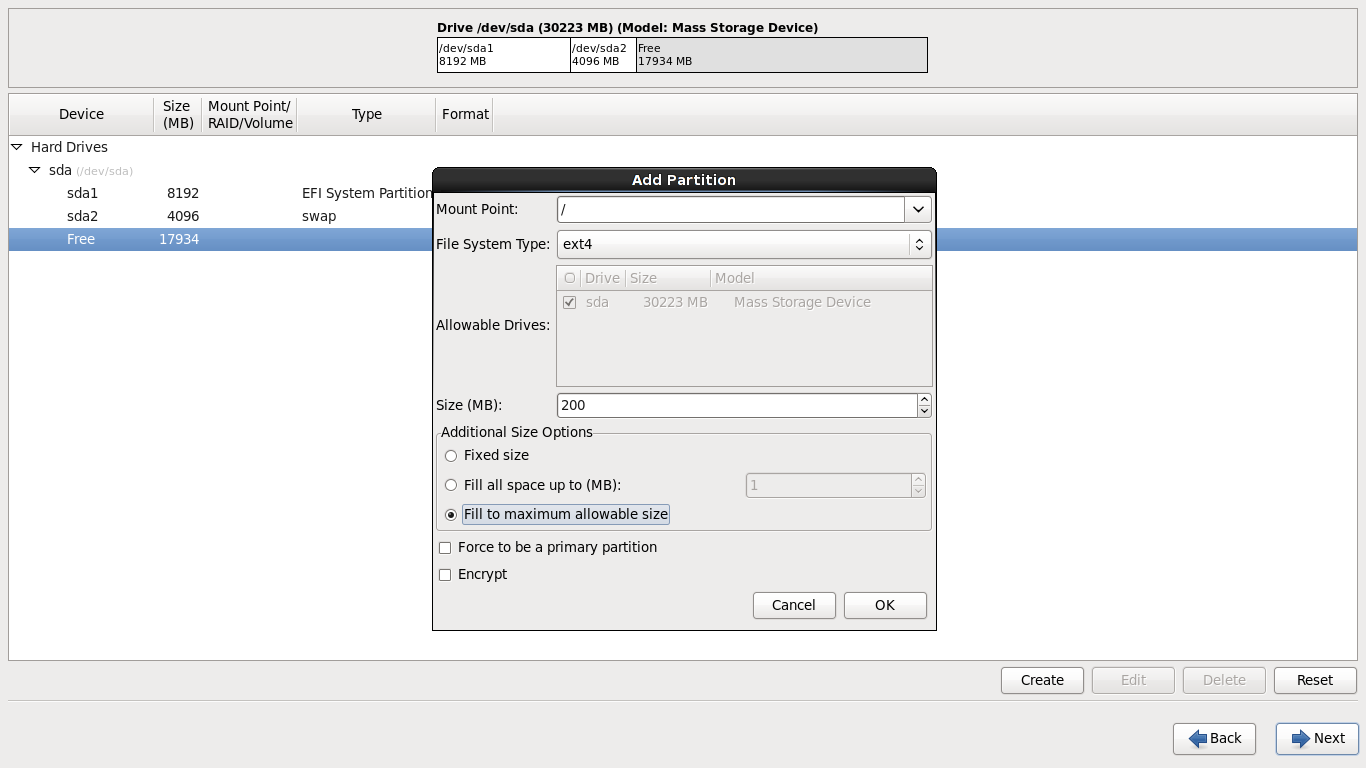 Drive /dev/sda (30223 MB) (Model: Mass Storage Device)
/dev/sda1 /dev/sda2 Free
8192 MB 4096 MB 17934 MB
Device Size (MB) Mount Point/ RAID/Volume Type Format
Hard Drives
sda (/dev/sda)
sda1 8192 EFI System Partition
sda2 4096 swap
Free 17934
Add Partition
Mount Point: /
File System Type: ext4
Allowable Drives:
Drive Size Model
sda 30223 MB Mass Storage Device
Size (MB): 200
Additional Size Options
Fixed size
Fill all space up to (MB): 1
Fill to maximum allowable size
Force to be a primary partition
Encrypt
Cancel OK
Create Edit Delete Reset
Back Next